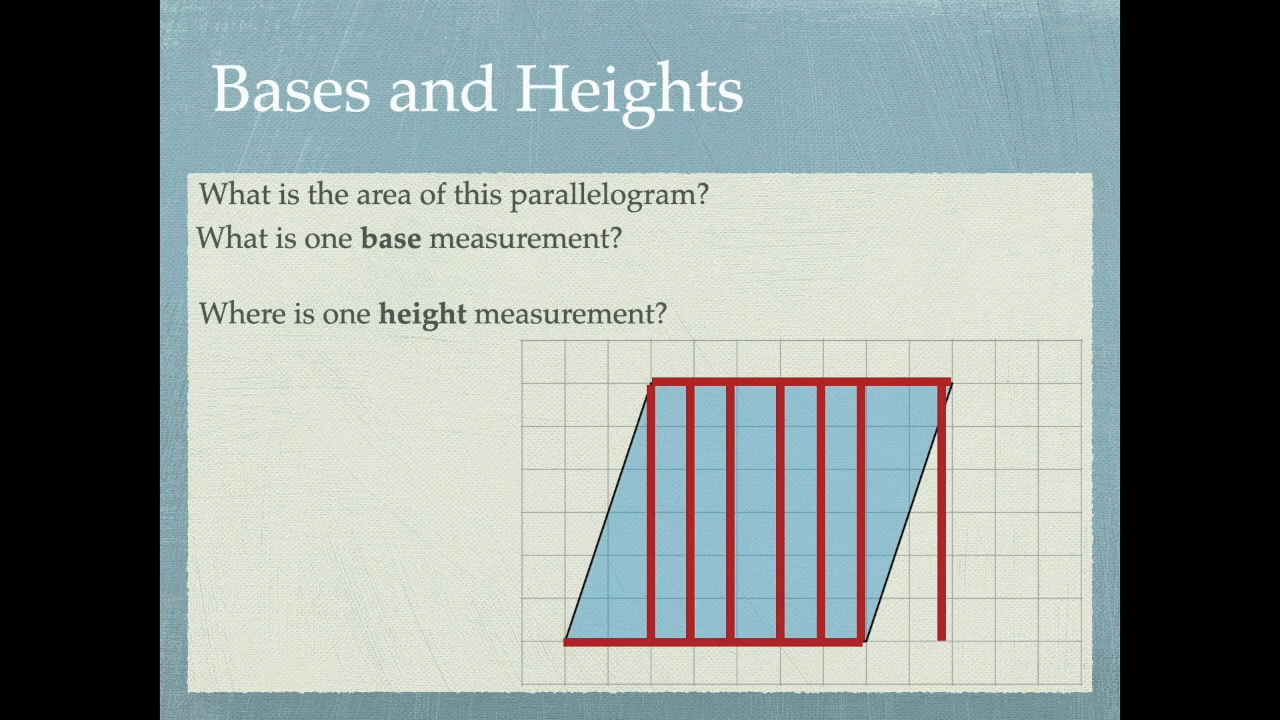 Bases and Heights
What is the area of this parallelogram?
What is one base measurement?
Where is one height measurement?